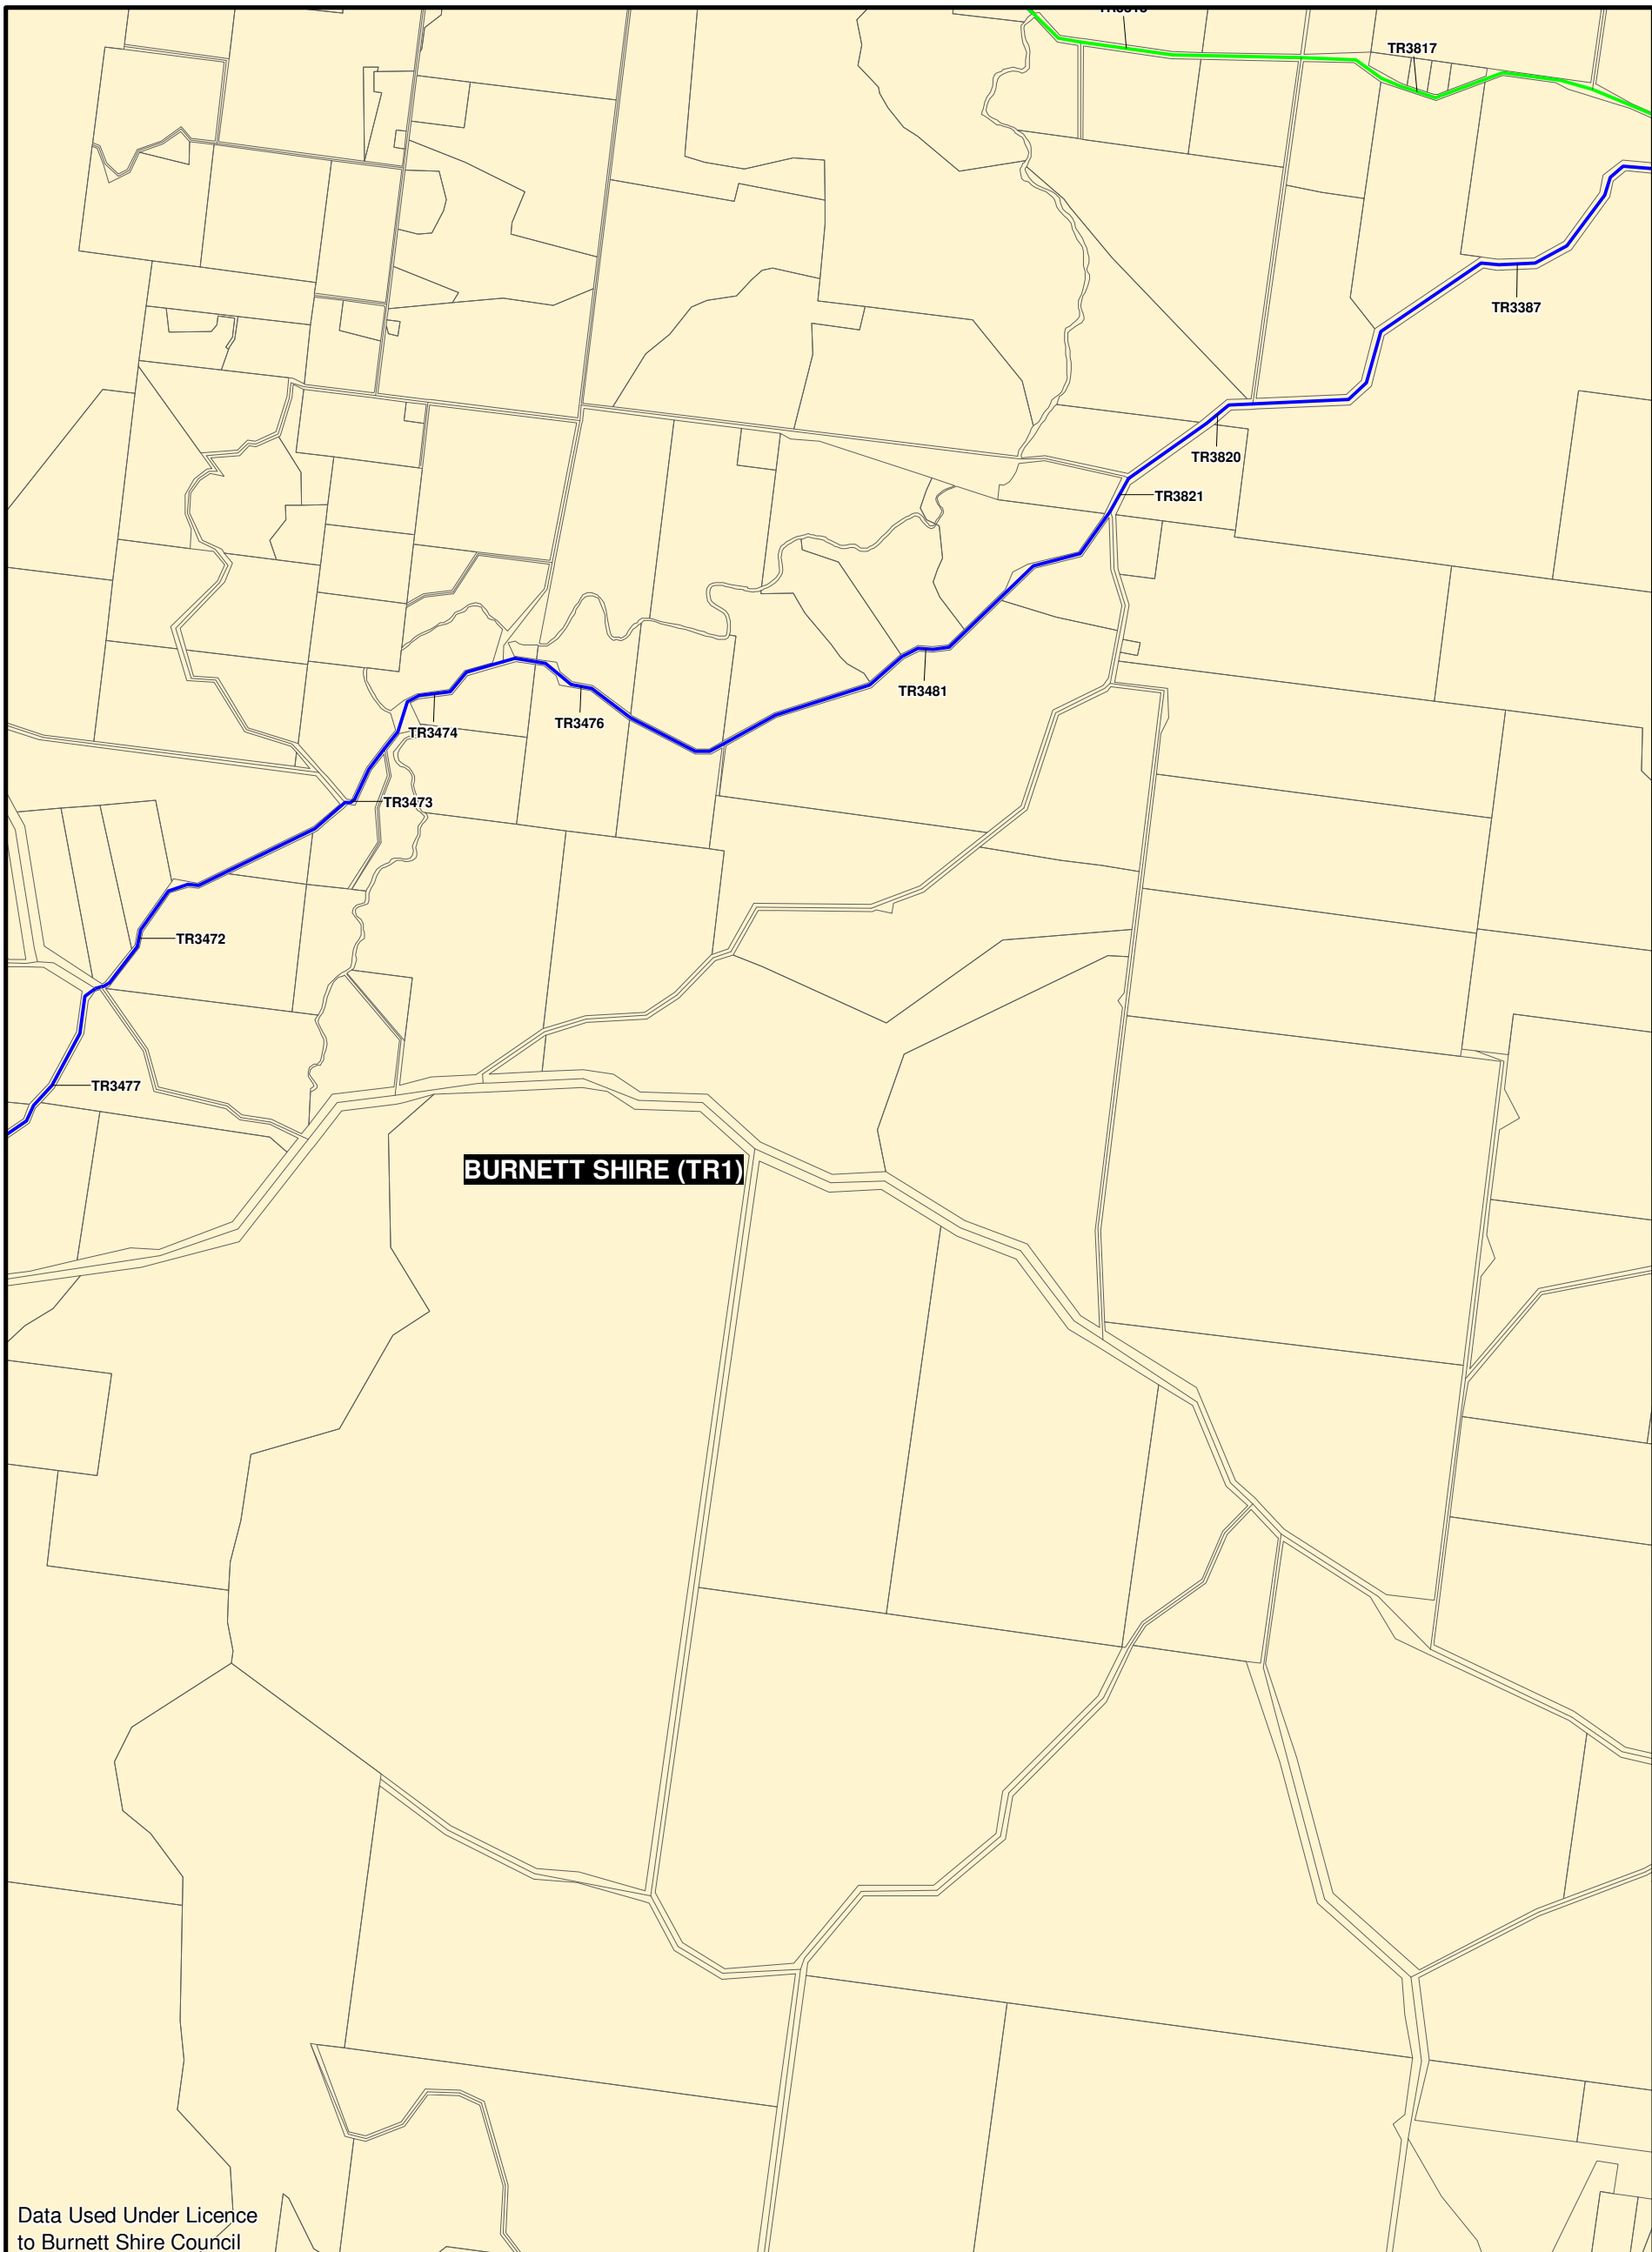 TR3817
TR3387
TR3820
TR3821
TR3481
TR3476
TR3474
TR3473
TR3472
TR3477
BURNETT SHIRE (TR1)
Data Used Under Licence
to Burnett Shire Council